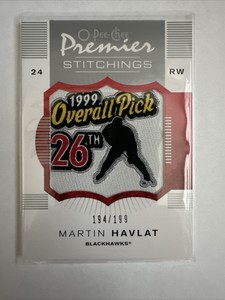 O-Pee-Chee
Premier
STITCHINGS
24 RW
1999
Overall Pick
26TH
194/199
MARTIN HAVLAT
BLACKHAWKS®